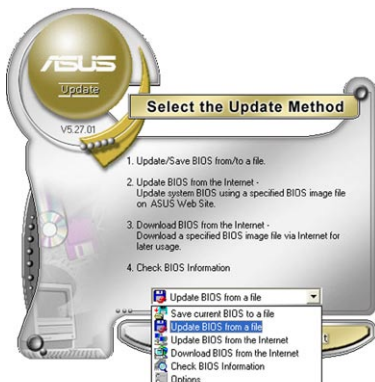 ASUS
Update
V5.27.01
Select the Update Method
1. Update/Save BIOS from/to a file.
2. Update BIOS from the Internet -
Update system BIOS using a specified BIOS image file
on ASUS Web Site.
3. Download BIOS from the Internet -
Download a specified BIOS image file via Internet for
later usage.
4. Check BIOS Information
Update BIOS from a file
Save current BIOS to a file
Update BIOS from a file
Update BIOS from the Internet
Download BIOS from the Internet
Check BIOS Information
Options